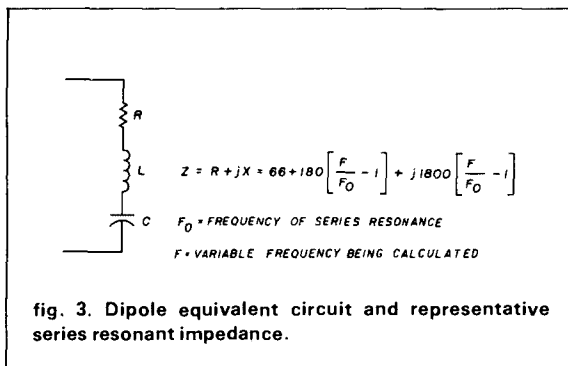 R
L
C
Z = R + jX = 66 + 180 [F/F₀ - 1] + j1800 [F/F₀ - 1]
F₀ = FREQUENCY OF SERIES RESONANCE
F = VARIABLE FREQUENCY BEING CALCULATED
fig. 3. Dipole equivalent circuit and representative
series resonant impedance.